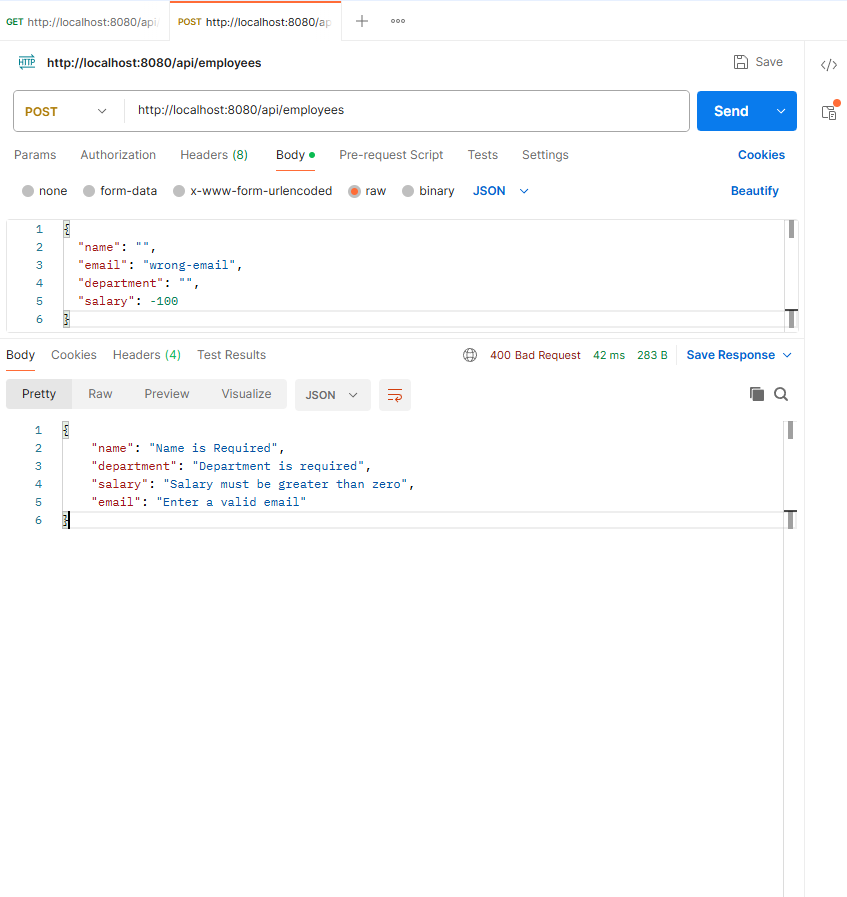 GET http://localhost:8080/api POST http://localhost:8080/ap
HTTP http://localhost:8080/api/employees Save </>
POST http://localhost:8080/api/employees Send
Params Authorization Headers (8) Body Pre-request Script Tests Settings Cookies
none form-data x-www-form-urlencoded raw binary JSON Beautify
1 {
2 "name": "",
3 "email": "wrong-email",
4 "department": "",
5 "salary": -100
6 }
Body Cookies Headers (4) Test Results 400 Bad Request 42 ms 283 B Save Response
Pretty Raw Preview Visualize JSON
1 {
2 "name": "Name is Required",
3 "department": "Department is required",
4 "salary": "Salary must be greater than zero",
5 "email": "Enter a valid email"
6 }